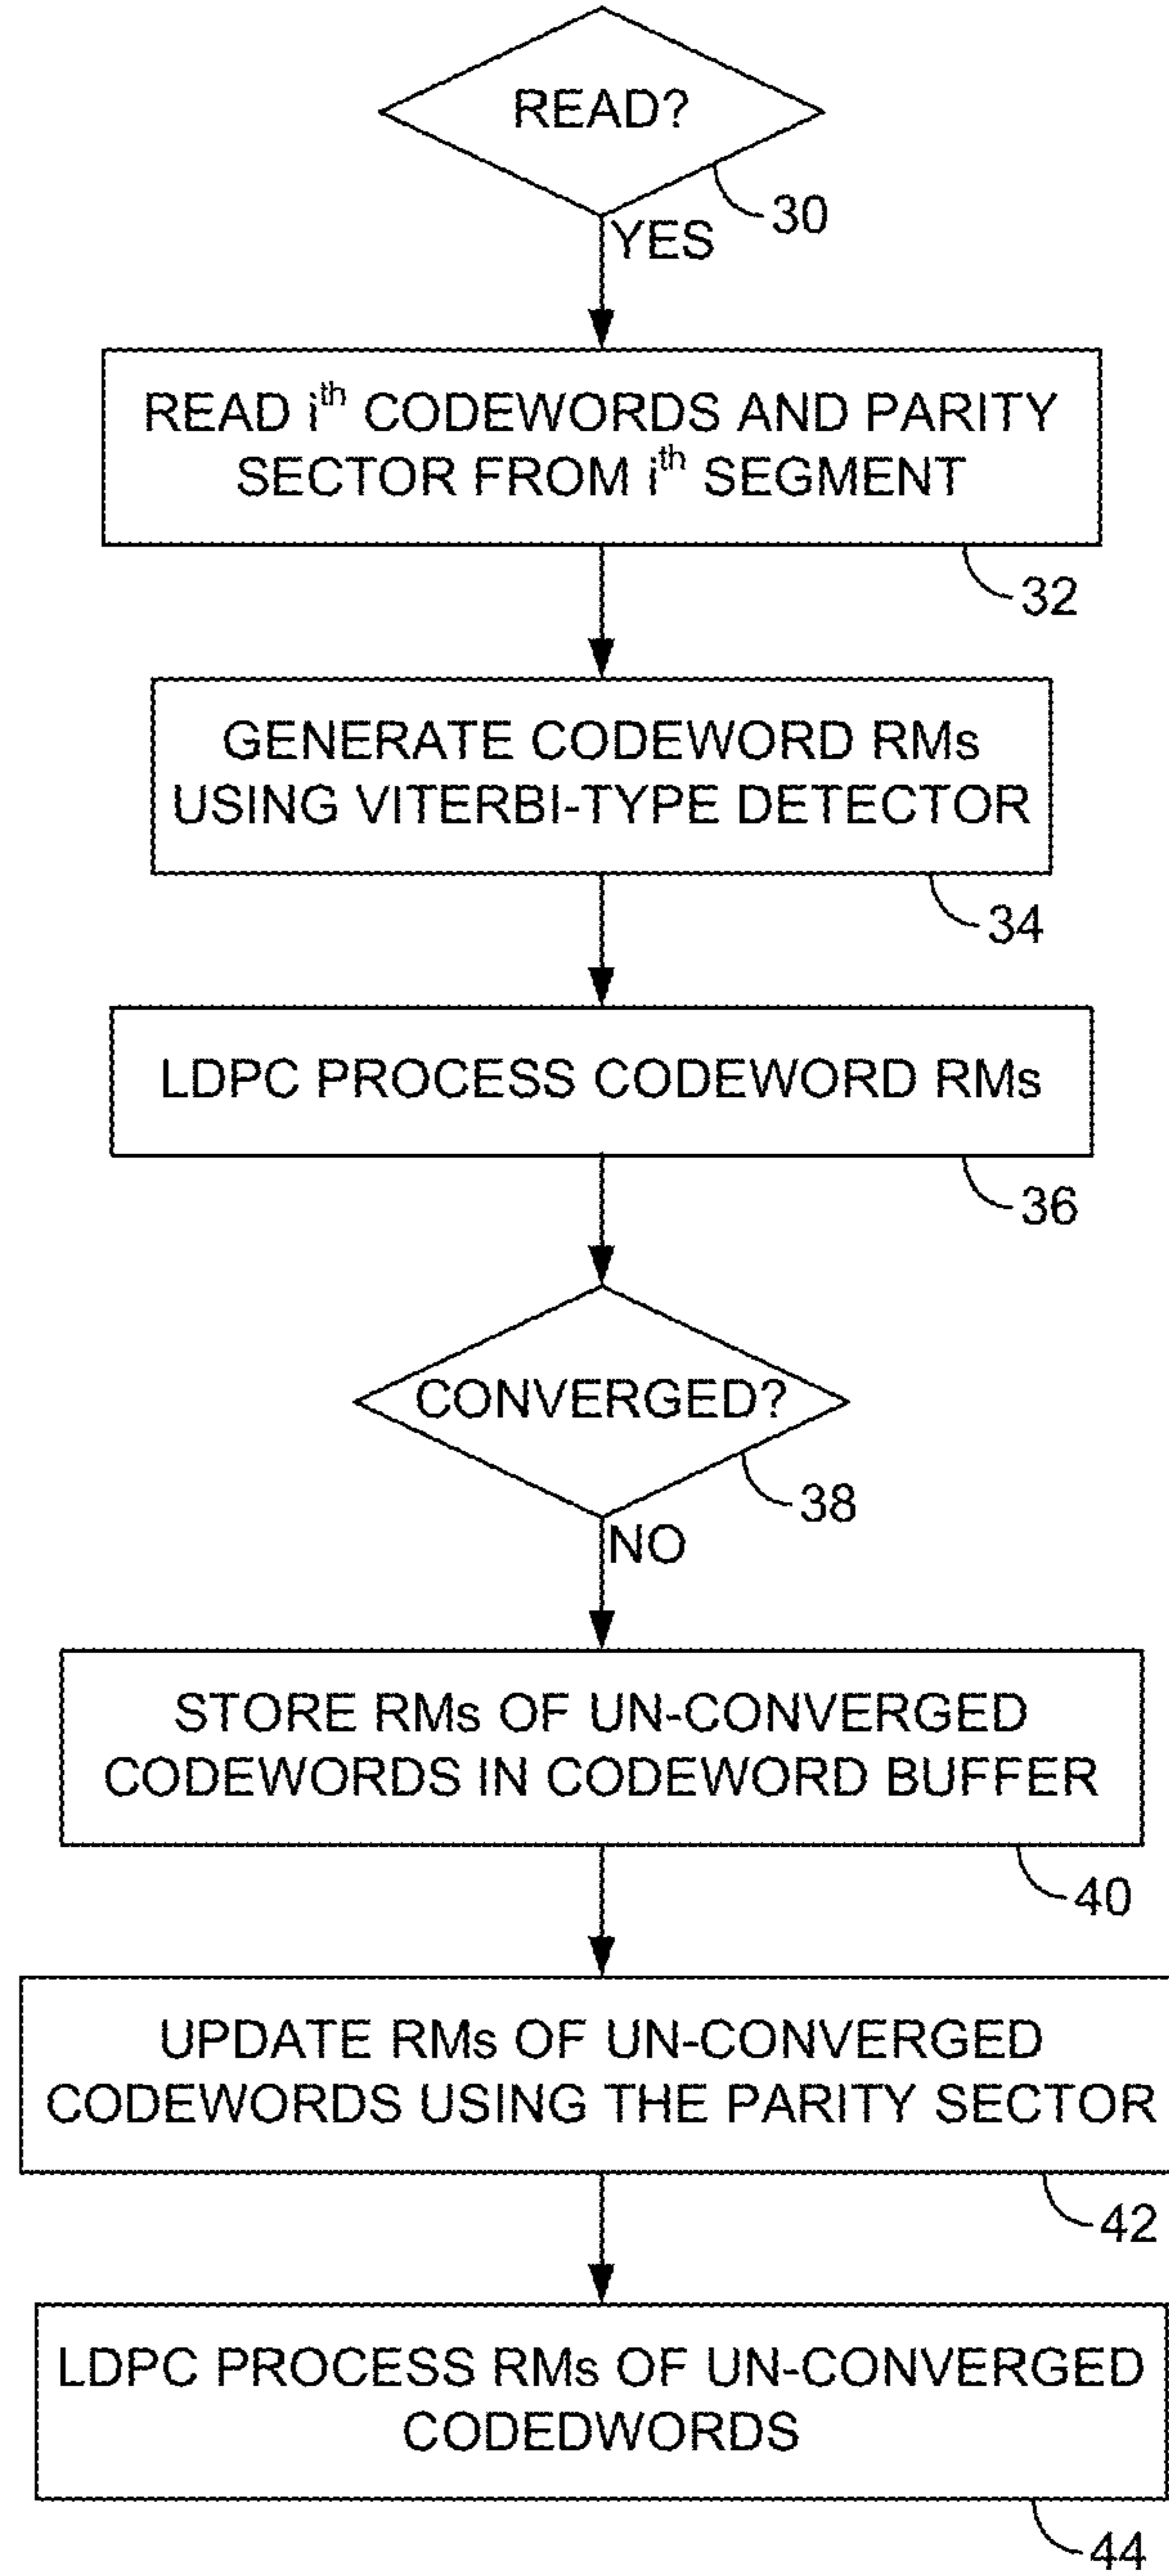 READ?
30
YES
READ iᵗʰ CODEWORDS AND PARITY
SECTOR FROM iᵗʰ SEGMENT
32
GENERATE CODEWORD RMs
USING VITERBI-TYPE DETECTOR
34
LDPC PROCESS CODEWORD RMs
36
CONVERGED?
38
NO
STORE RMs OF UN-CONVERGED
CODEWORDS IN CODEWORD BUFFER
40
UPDATE RMs OF UN-CONVERGED
CODEWORDS USING THE PARITY SECTOR
42
LDPC PROCESS RMs OF UN-CONVERGED
CODEDWORDS
44